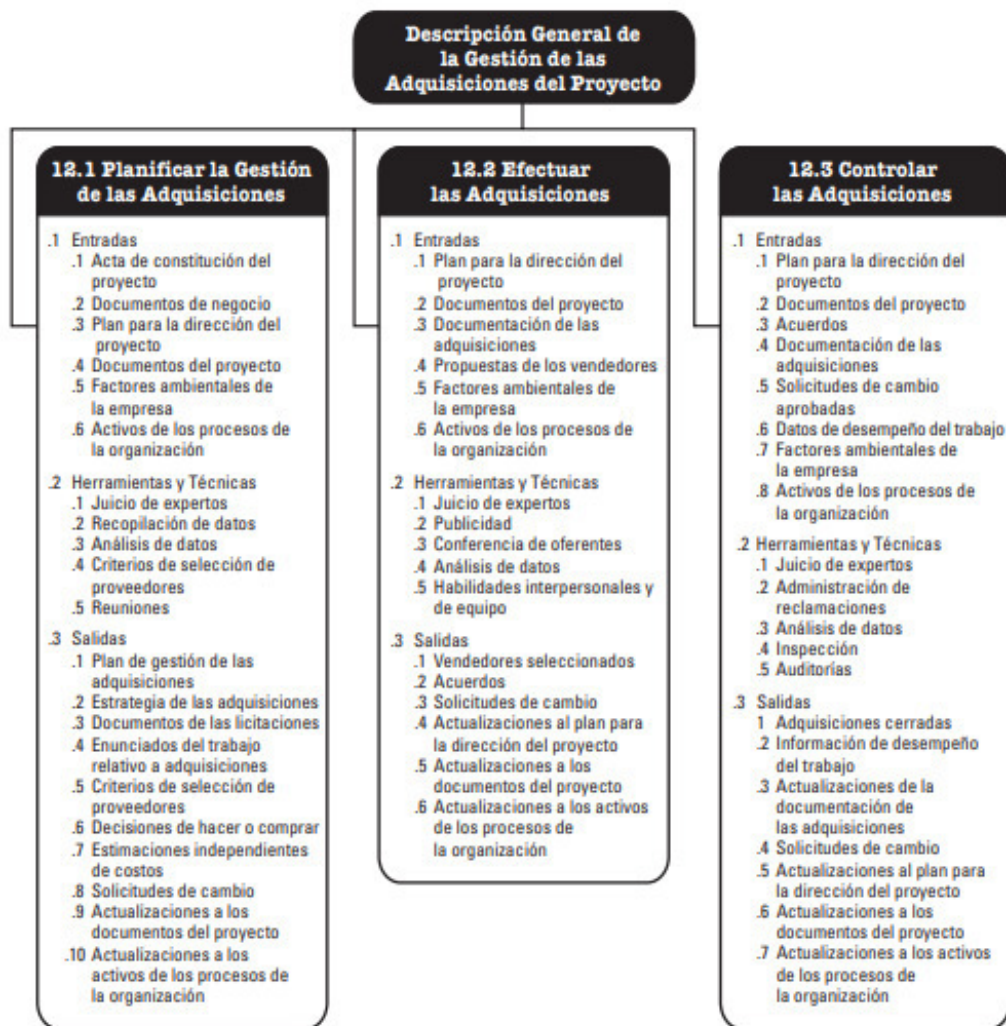 Descripción General de
la Gestión de las
Adquisiciones del Proyecto
12.1 Planificar la Gestión
de las Adquisiciones
.1 Entradas
.1 Acta de constitución del
proyecto
.2 Documentos de negocio
.3 Plan para la dirección del
proyecto
.4 Documentos del proyecto
.5 Factores ambientales de
la empresa
.6 Activos de los procesos de
la organización
.2 Herramientas y Técnicas
.1 Juicio de expertos
.2 Recopilación de datos
.3 Análisis de datos
.4 Criterios de selección de
proveedores
.5 Reuniones
.3 Salidas
.1 Plan de gestión de las
adquisiciones
.2 Estrategia de las adquisiciones
.3 Documentos de las licitaciones
.4 Enunciados del trabajo
relativo a adquisiciones
.5 Criterios de selección de
proveedores
.6 Decisiones de hacer o comprar
.7 Estimaciones independientes
de costos
.8 Solicitudes de cambio
.9 Actualizaciones a los
documentos del proyecto
.10 Actualizaciones a los
activos de los procesos de
la organización
12.2 Efectuar
las Adquisiciones
.1 Entradas
.1 Plan para la dirección del
proyecto
.2 Documentos del proyecto
.3 Documentación de las
adquisiciones
.4 Propuestas de los vendedores
.5 Factores ambientales de
la empresa
.6 Activos de los procesos de
la organización
.2 Herramientas y Técnicas
.1 Juicio de expertos
.2 Publicidad
.3 Conferencia de oferentes
.4 Análisis de datos
.5 Habilidades interpersonales y
de equipo
.3 Salidas
.1 Vendedores seleccionados
.2 Acuerdos
.3 Solicitudes de cambio
.4 Actualizaciones al plan para
la dirección del proyecto
.5 Actualizaciones a los
documentos del proyecto
.6 Actualizaciones a los activos
de los procesos de
la organización
12.3 Controlar
las Adquisiciones
.1 Entradas
.1 Plan para la dirección del
proyecto
.2 Documentos del proyecto
.3 Acuerdos
.4 Documentación de las
adquisiciones
.5 Solicitudes de cambio
aprobadas
.6 Datos de desempeño del trabajo
.7 Factores ambientales de
la empresa
.8 Activos de los procesos de
la organización
.2 Herramientas y Técnicas
.1 Juicio de expertos
.2 Administración de
reclamaciones
.3 Análisis de datos
.4 Inspección
.5 Auditorías
.3 Salidas
1 Adquisiciones cerradas
.2 Información de desempeño
del trabajo
.3 Actualizaciones de la
documentación de
las adquisiciones
.4 Solicitudes de cambio
.5 Actualizaciones al plan para
la dirección del proyecto
.6 Actualizaciones a los
documentos del proyecto
.7 Actualizaciones a los activos
de los procesos de
la organización